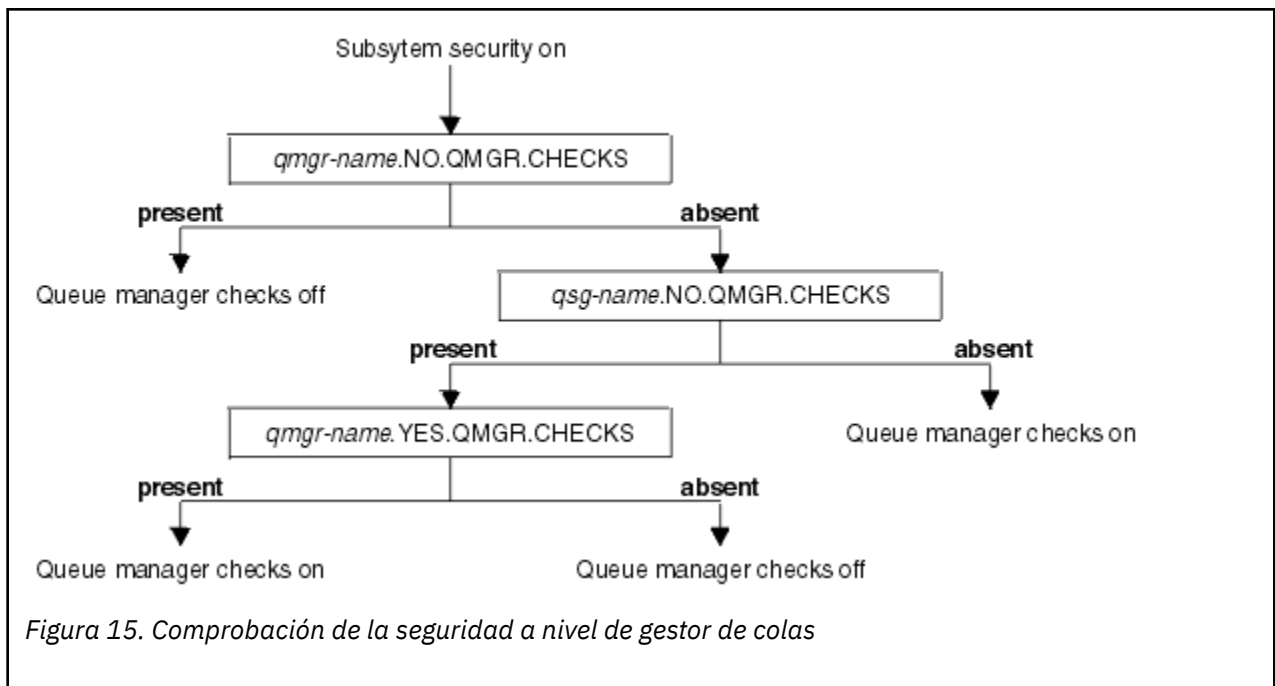 Subsytem security on
qmgr-name.NO.QMGR.CHECKS
present absent
Queue manager checks off
qsg-name.NO.QMGR.CHECKS
present absent
qmgr-name.YES.QMGR.CHECKS
Queue manager checks on
present absent
Queue manager checks on Queue manager checks off
Figura 15. Comprobación de la seguridad a nivel de gestor de colas